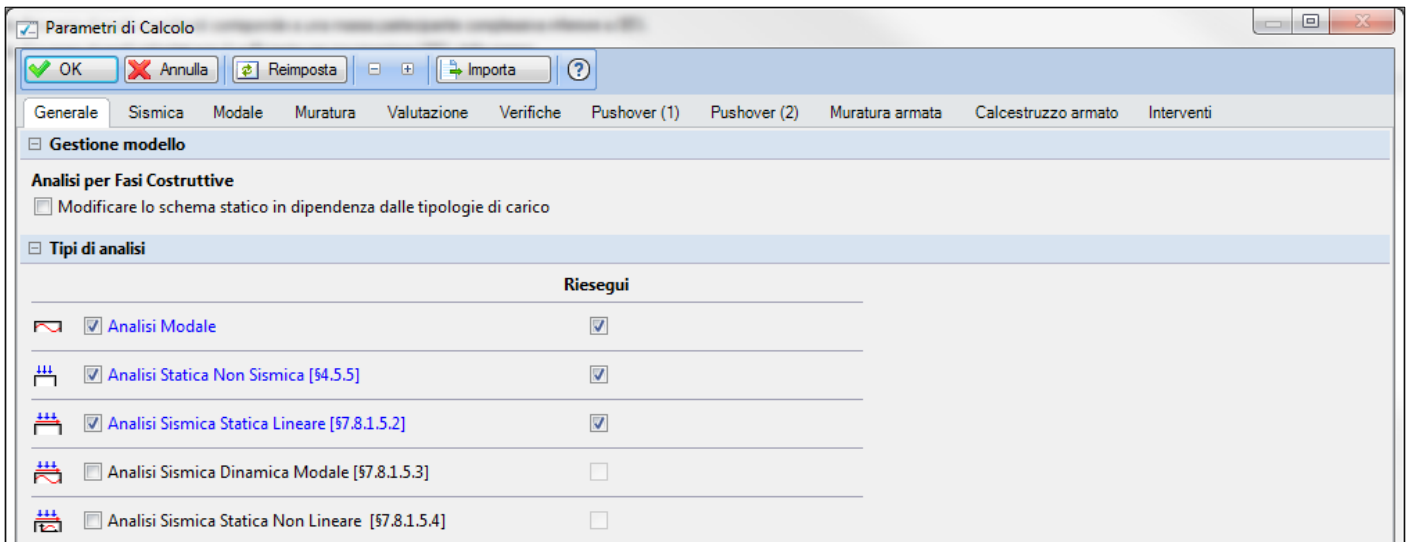 Parametri di Calcolo
OK Annulla Reimposta Importa
Generale Sismica Modale Muratura Valutazione Verifiche Pushover (1) Pushover (2) Muratura armata Calcestruzzo armato Interventi
Gestione modello
Analisi per Fasi Costruttive
Modificare lo schema statico in dipendenza dalle tipologie di carico
Tipi di analisi
Riesegui
Analisi Modale
Analisi Statica Non Sismica [§4.5.5]
Analisi Sismica Statica Lineare [§7.8.1.5.2]
Analisi Sismica Dinamica Modale [§7.8.1.5.3]
Analisi Sismica Statica Non Lineare [§7.8.1.5.4]